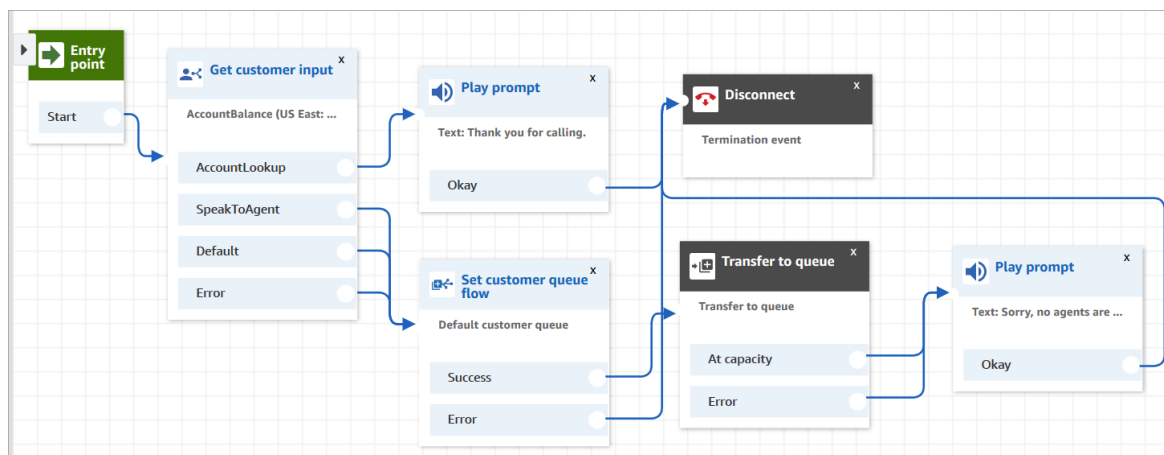 Entry
point
Start
Get customer input
x
AccountBalance (US East: ...
AccountLookup
SpeakToAgent
Default
Error
Play prompt
x
Text: Thank you for calling.
Okay
Set customer queue
flow
x
Default customer queue
Success
Error
Disconnect
x
Termination event
Transfer to queue
x
Transfer to queue
At capacity
Error
Play prompt
x
Text: Sorry, no agents are ...
Okay